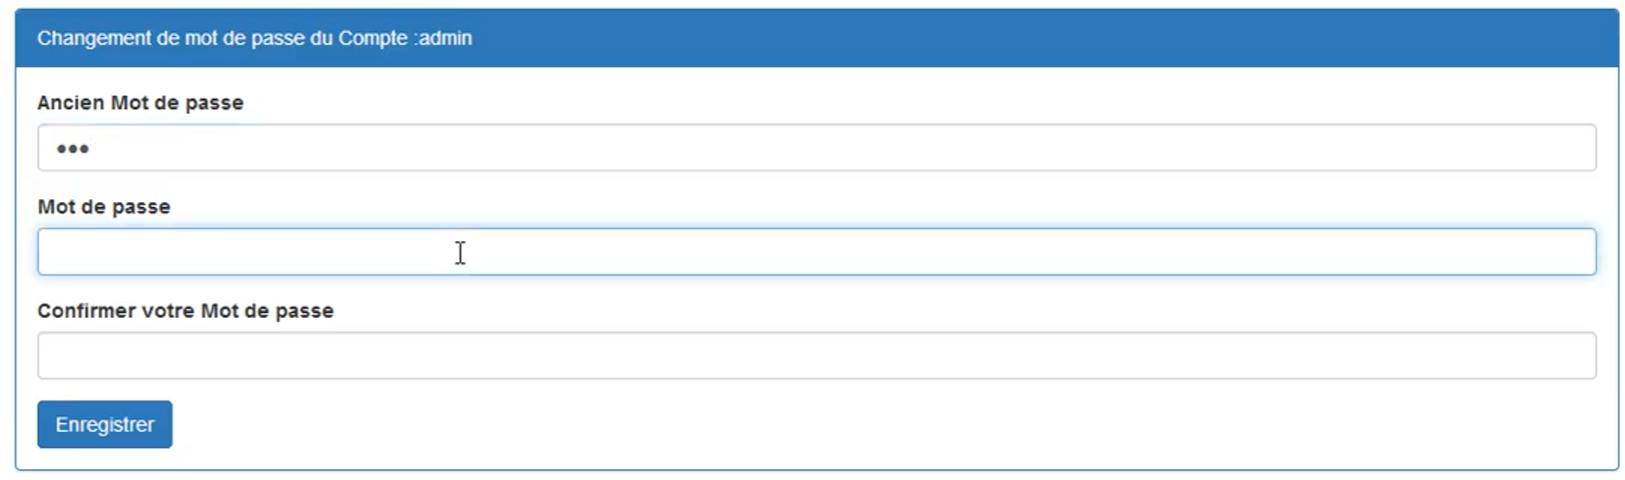 Changement de mot de passe du Compte :admin
Ancien Mot de passe
•••
Mot de passe
Confirmer votre Mot de passe
Enregistrer